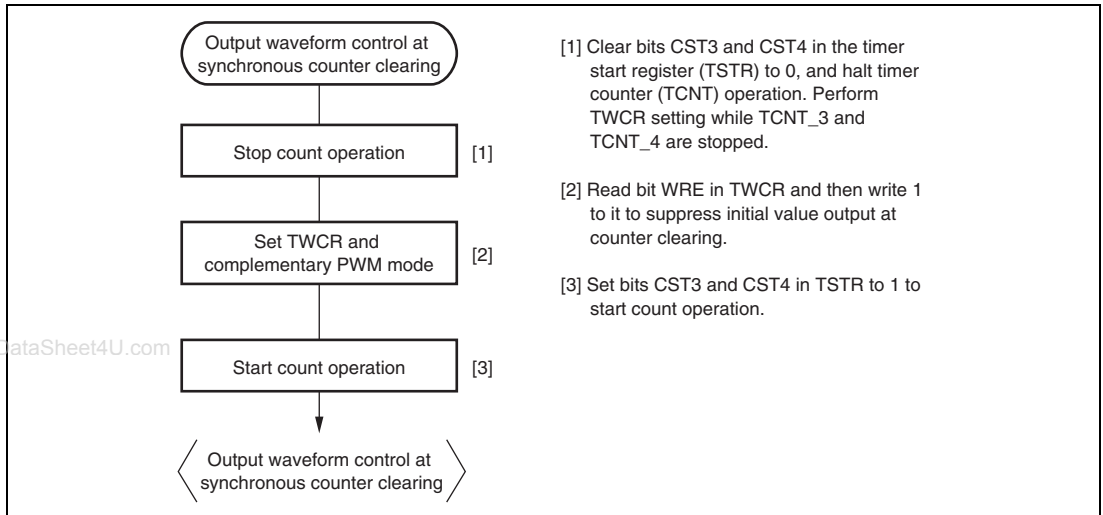 Output waveform control at
synchronous counter clearing
Stop count operation
[1]
Set TWCR and
complementary PWM mode
[2]
Start count operation
[3]
Output waveform control at
synchronous counter clearing
[1] Clear bits CST3 and CST4 in the timer
start register (TSTR) to 0, and halt timer
counter (TCNT) operation. Perform
TWCR setting while TCNT_3 and
TCNT_4 are stopped.
[2] Read bit WRE in TWCR and then write 1
to it to suppress initial value output at
counter clearing.
[3] Set bits CST3 and CST4 in TSTR to 1 to
start count operation.
DataSheet4U.com